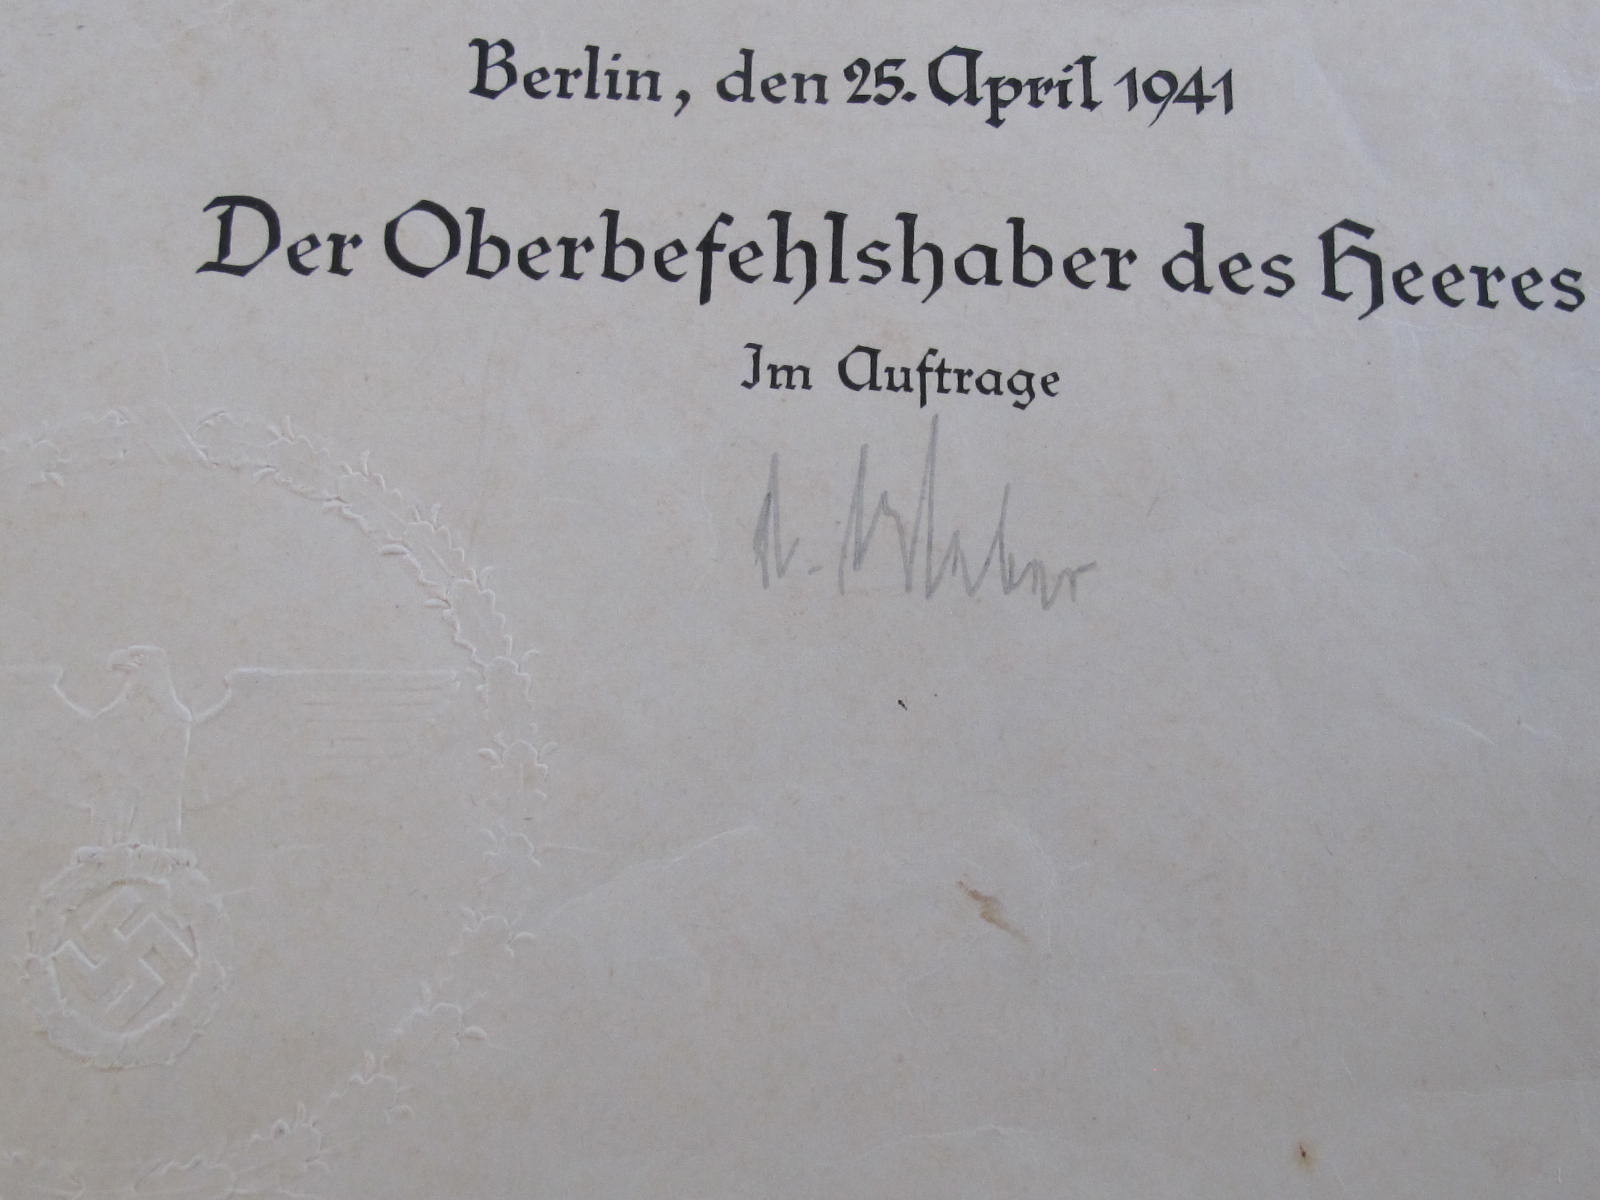 Berlin, den 25. April 1941
Der Oberbefehlshaber des Heeres
Im Auftrage